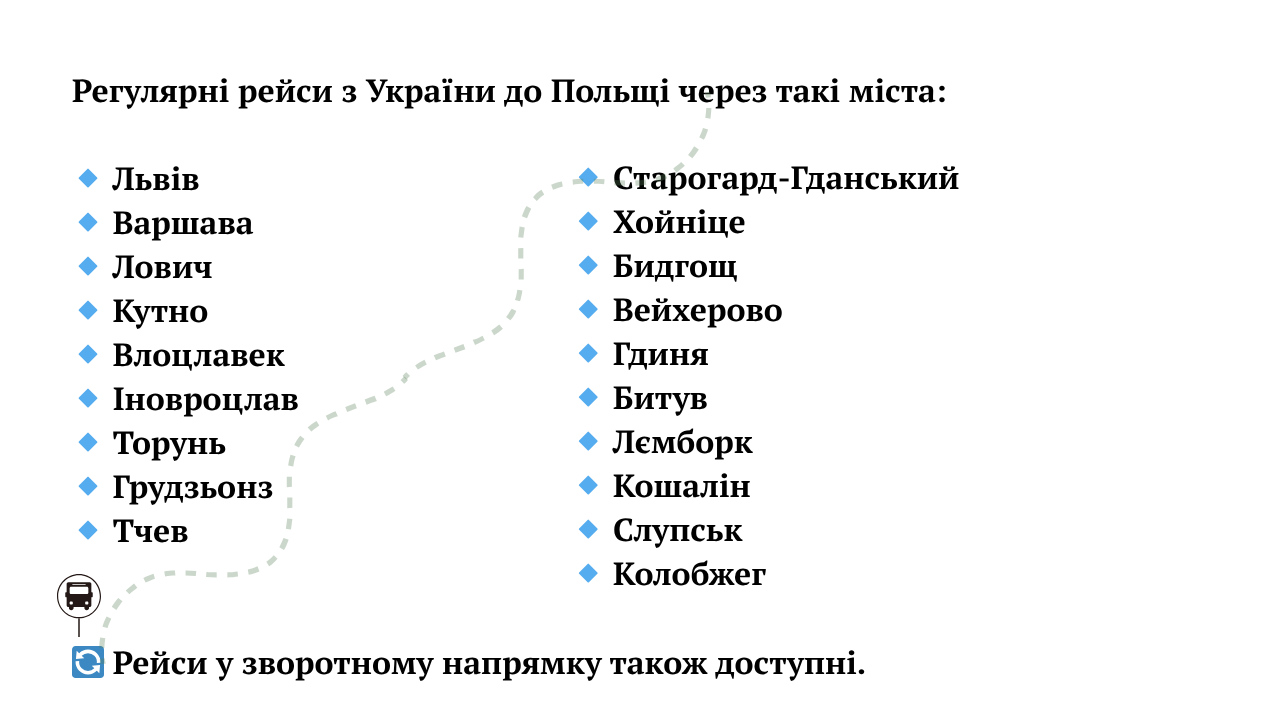 Регулярні рейси з України до Польщі через такі міста:
Львів
Варшава
Лович
Кутно
Влоцлавек
Іновроцлав
Торунь
Грудзьонз
Тчев
Старогард-Гданський
Хойніце
Бидгощ
Вейхерово
Гдиня
Битув
Лємборк
Кошалін
Слупськ
Колобжег
Рейси у зворотному напрямку також доступні.